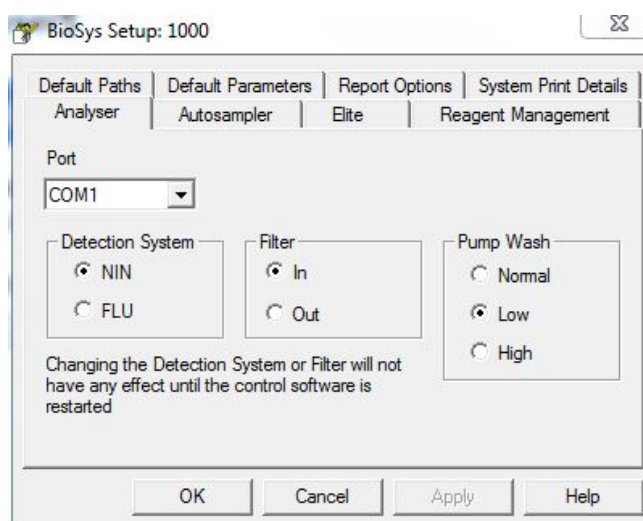 BioSys Setup: 1000
Default Paths Default Parameters Report Options System Print Details
Analyser Autosampler Elite Reagent Management
Port
COM1
Detection System Filter Pump Wash
NIN In Normal
FLU Out Low
High
Changing the Detection System or Filter will not
have any effect until the control software is
restarted
OK Cancel Apply Help